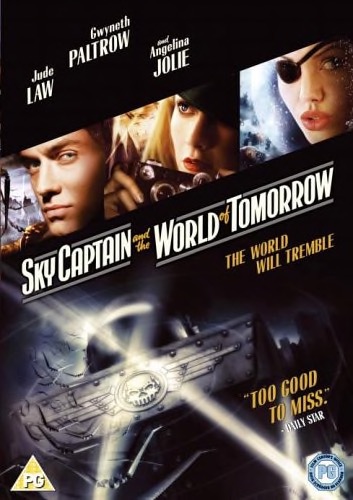 Gwyneth
PALTROW
and
Angelina
JOLIE
Jude
LAW
SKY CAPTAIN and the WORLD of TOMORROW
THE WORLD
WILL TREMBLE
"TOO GOOD
TO MISS."
- DAILY STAR
PG
PG